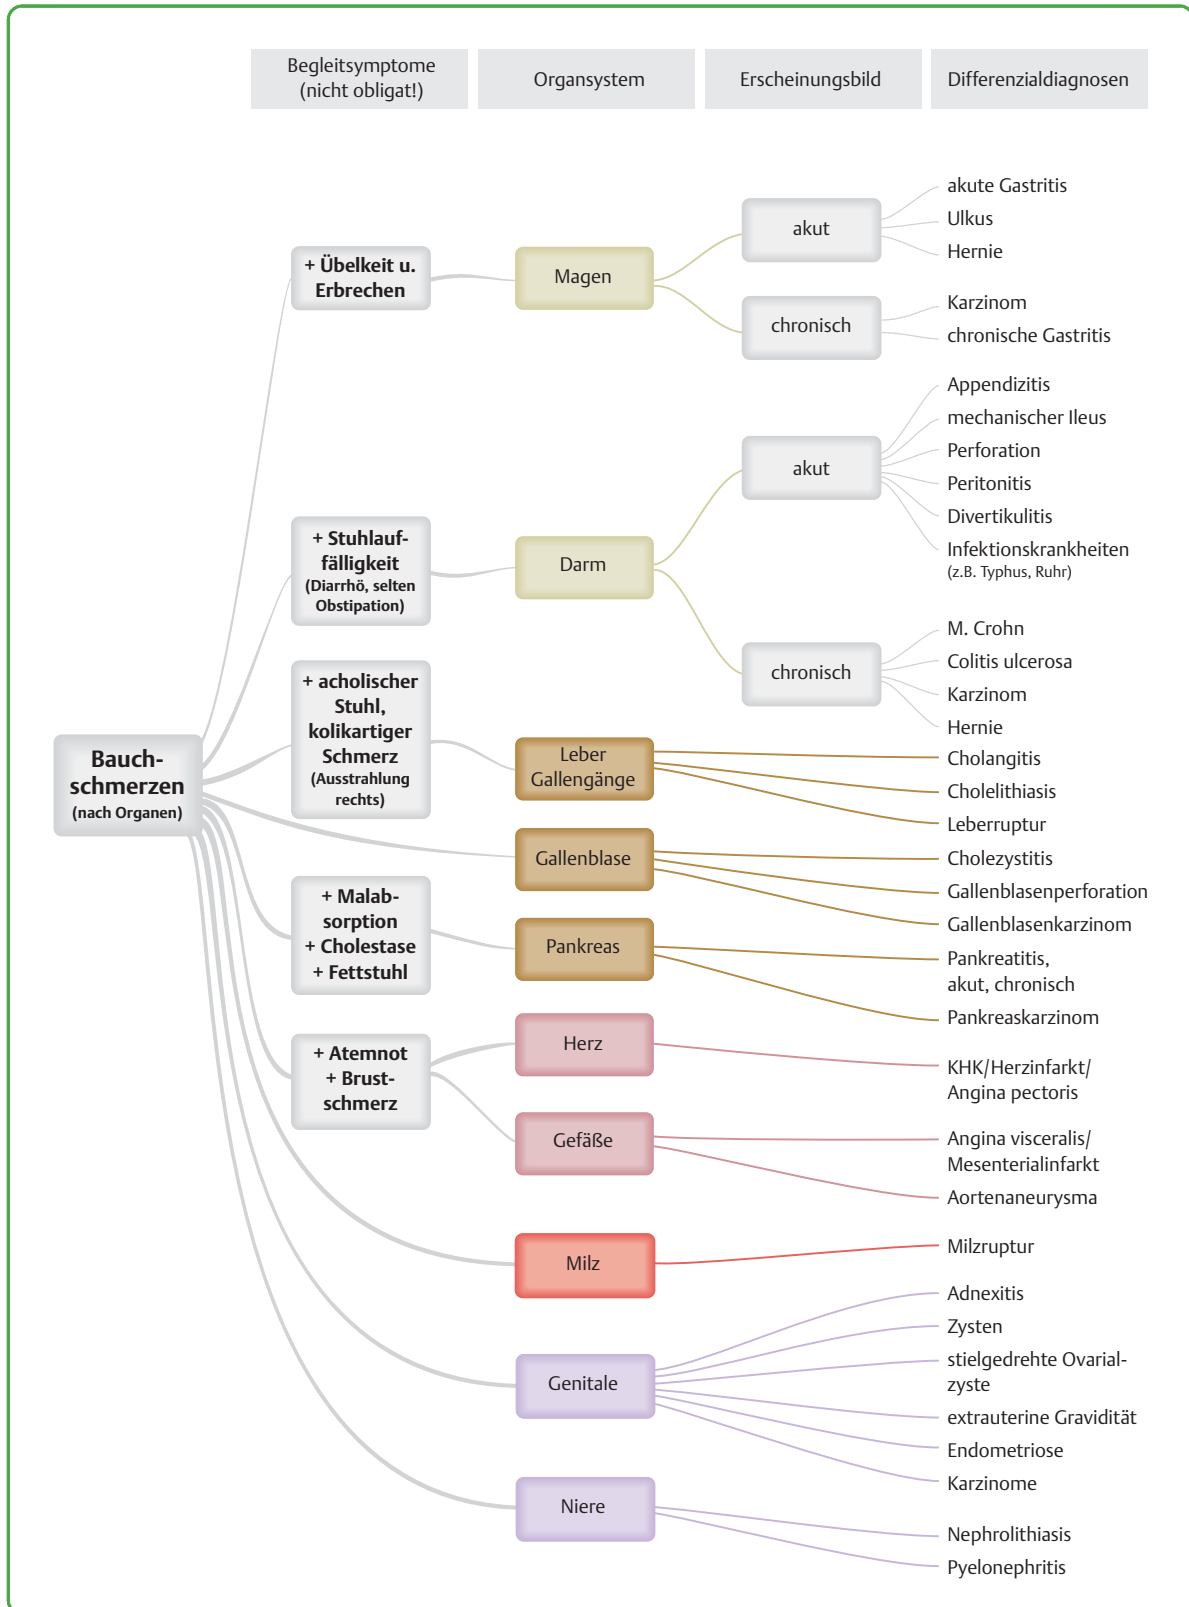 Begleitsymptome
(nicht obligat!)
Organsystem
Erscheinungsbild
Differenzialdiagnosen
+ Übelkeit u.
Erbrechen
Magen
akut
akute Gastritis
Ulkus
Hernie
chronisch
Karzinom
chronische Gastritis
+ Stuhlauf-
fälligkeit
(Diarrhö, selten
Obstipation)
Darm
akut
Appendizitis
mechanischer Ileus
Perforation
Peritonitis
Divertikulitis
Infektionskrankheiten
(z.B. Typhus, Ruhr)
chronisch
M. Crohn
Colitis ulcerosa
Karzinom
Hernie
Bauch-
schmerzen
(nach Organen)
+ acholischer
Stuhl,
kolikartiger
Schmerz
(Ausstrahlung
rechts)
Leber
Gallengänge
Cholangitis
Cholelithiasis
Leberruptur
Gallenblase
Cholezystitis
Gallenblasenperforation
Gallenblasenkarzinom
+ Malab-
sorption
+ Cholestase
+ Fettstuhl
Pankreas
Pankreatitis,
akut, chronisch
Pankreaskarzinom
+ Atemnot
+ Brust-
schmerz
Herz
KHK/Herzinfarkt/
Angina pectoris
Gefäße
Angina visceralis/
Mesenterialinfarkt
Aortenaneurysma
Milz
Milzruptur
Genitale
Adnexitis
Zysten
stielgedrehte Ovarial-
zyste
extrauterine Gravidität
Endometriose
Karzinome
Niere
Nephrolithiasis
Pyelonephritis